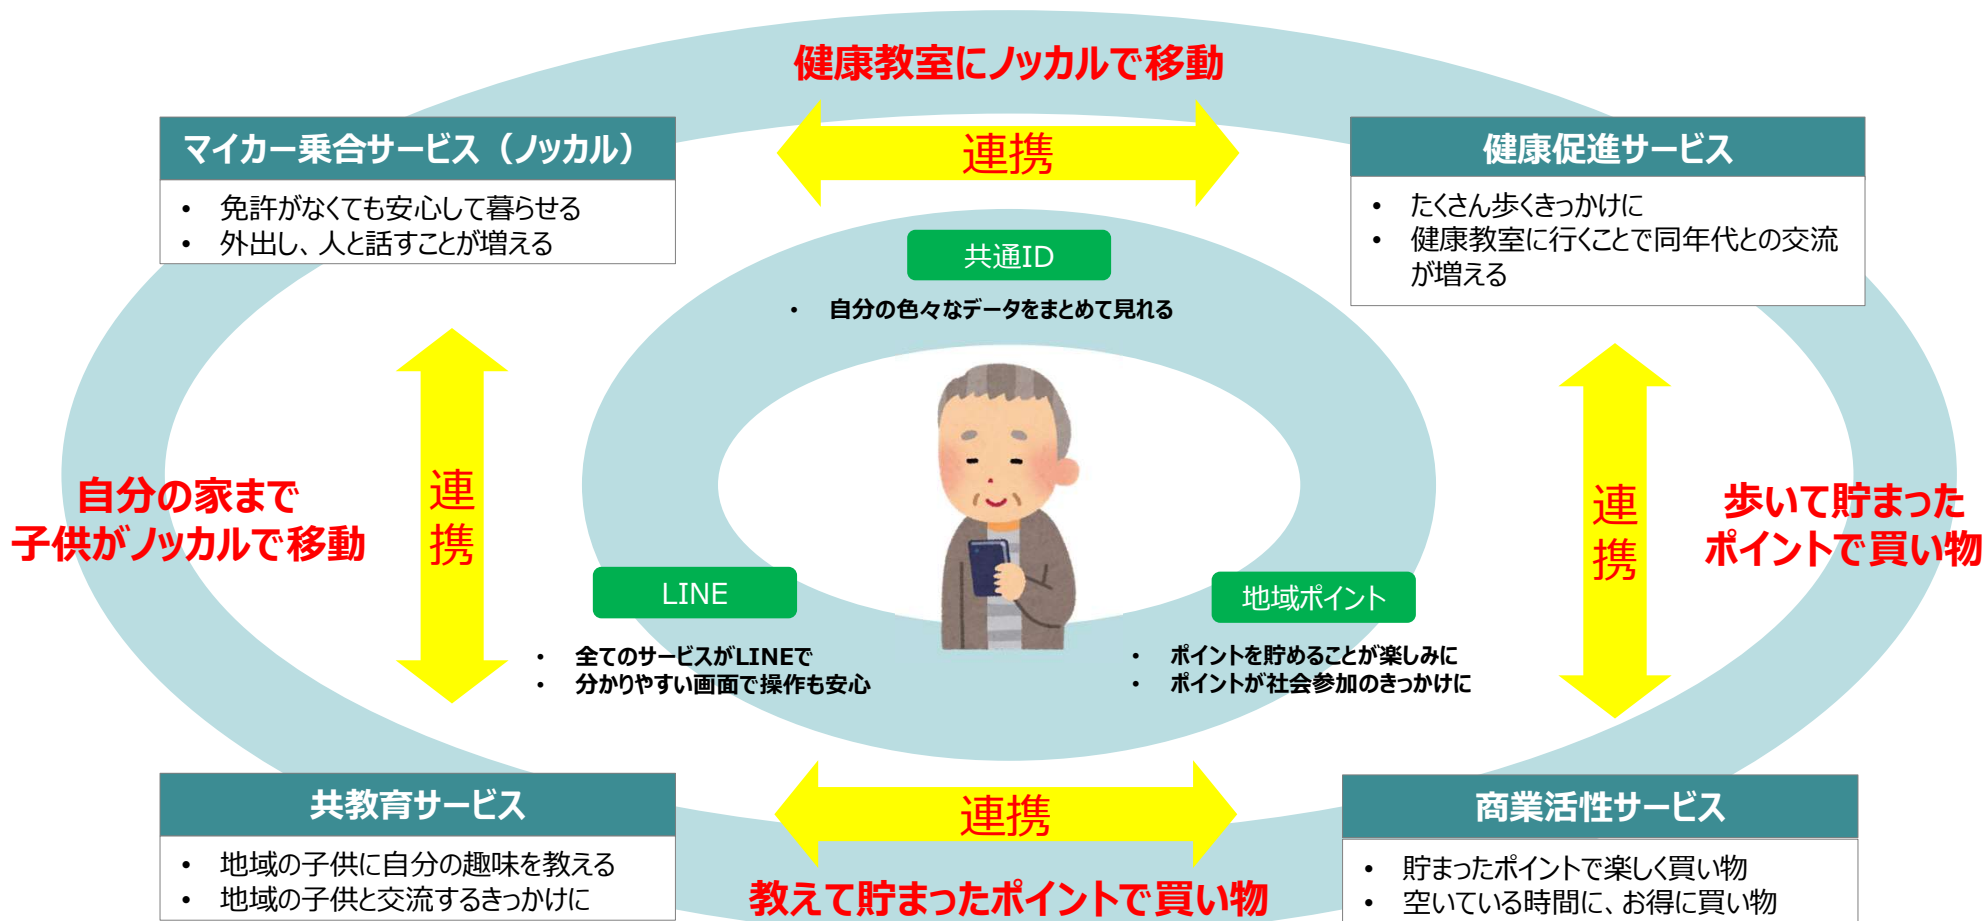 健康教室にノッカルで移動
マイカー乗合サービス（ノッカル）
• 免許がなくても安心して暮らせる
• 外出し、人と話すことが増える
連携
健康促進サービス
• たくさん歩くきっかけに
• 健康教室に行くことで同年代との交流
が増える
共通ID
• 自分の色々なデータをまとめて見れる
自分の家まで
子供がノッカルで移動
連携
連携
歩いて貯まった
ポイントで買い物
LINE
• 全てのサービスがLINEで
• 分かりやすい画面で操作も安心
地域ポイント
• ポイントを貯めることが楽しみに
• ポイントが社会参加のきっかけに
共教育サービス
• 地域の子供に自分の趣味を教える
• 地域の子供と交流するきっかけに
連携
教えて貯まったポイントで買い物
商業活性サービス
• 貯まったポイントで楽しく買い物
• 空いている時間に、お得に買い物